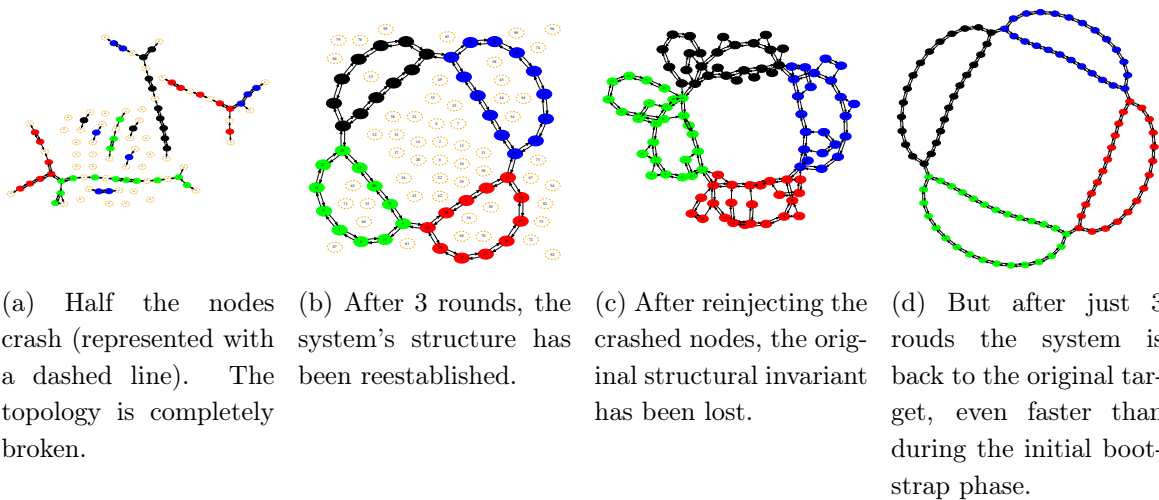 (a) Half the nodes
crash (represented with
a dashed line). The
topology is completely
broken.
(b) After 3 rounds, the
system's structure has
been reestablished.
(c) After reinjecting the
crashed nodes, the orig-
inal structural invariant
has been lost.
(d) But after just 3
rouds the system is
back to the original tar-
get, even faster than
during the initial boot-
strap phase.